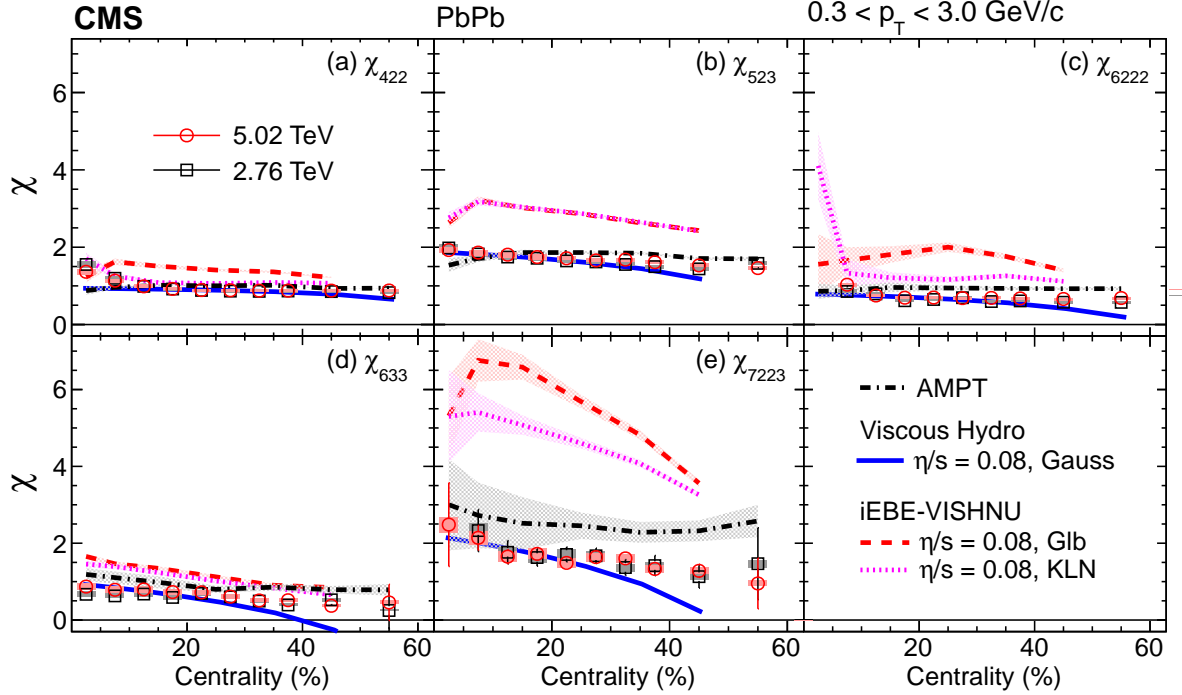 CMS PbPb 0.3 < p_T < 3.0 GeV/c
(a) χ_422 (b) χ_523 (c) χ_6222
6
5.02 TeV
4
2.76 TeV
χ
2
0
(d) χ_633 (e) χ_7223
6
AMPT
Viscous Hydro
4
η/s = 0.08, Gauss
χ
iEBE-VISHNU
2
η/s = 0.08, Glb
η/s = 0.08, KLN
0
20 40 60 0 20 40 60 0 20 40 60
Centrality (%) Centrality (%) Centrality (%)